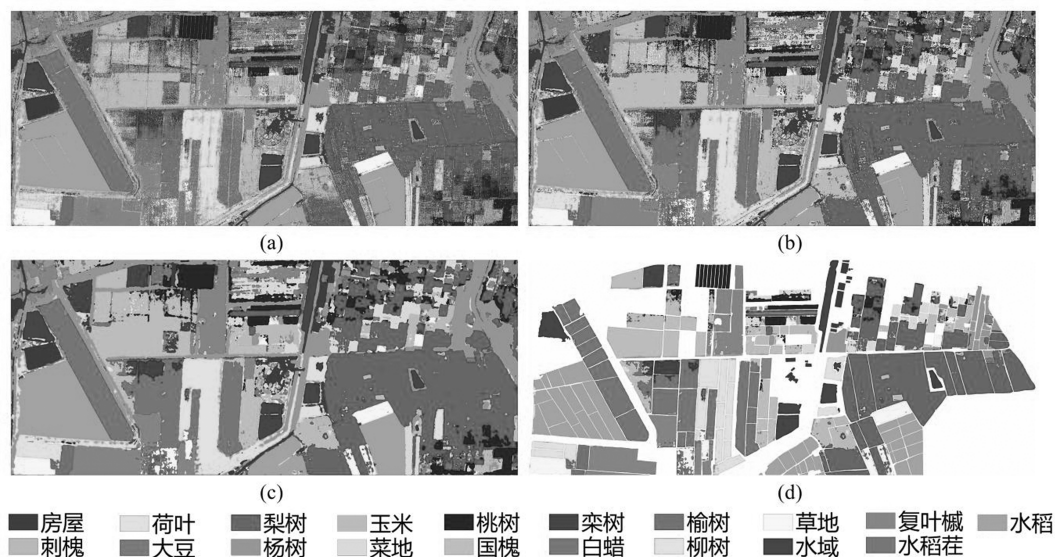 (a)
(b)
(c)
(d)
房屋 荷叶 梨树 玉米 桃树 栾树 榆树 草地 复叶槭 水稻
刺槐 大豆 杨树 菜地 国槐 白蜡 柳树 水域 水稻茬